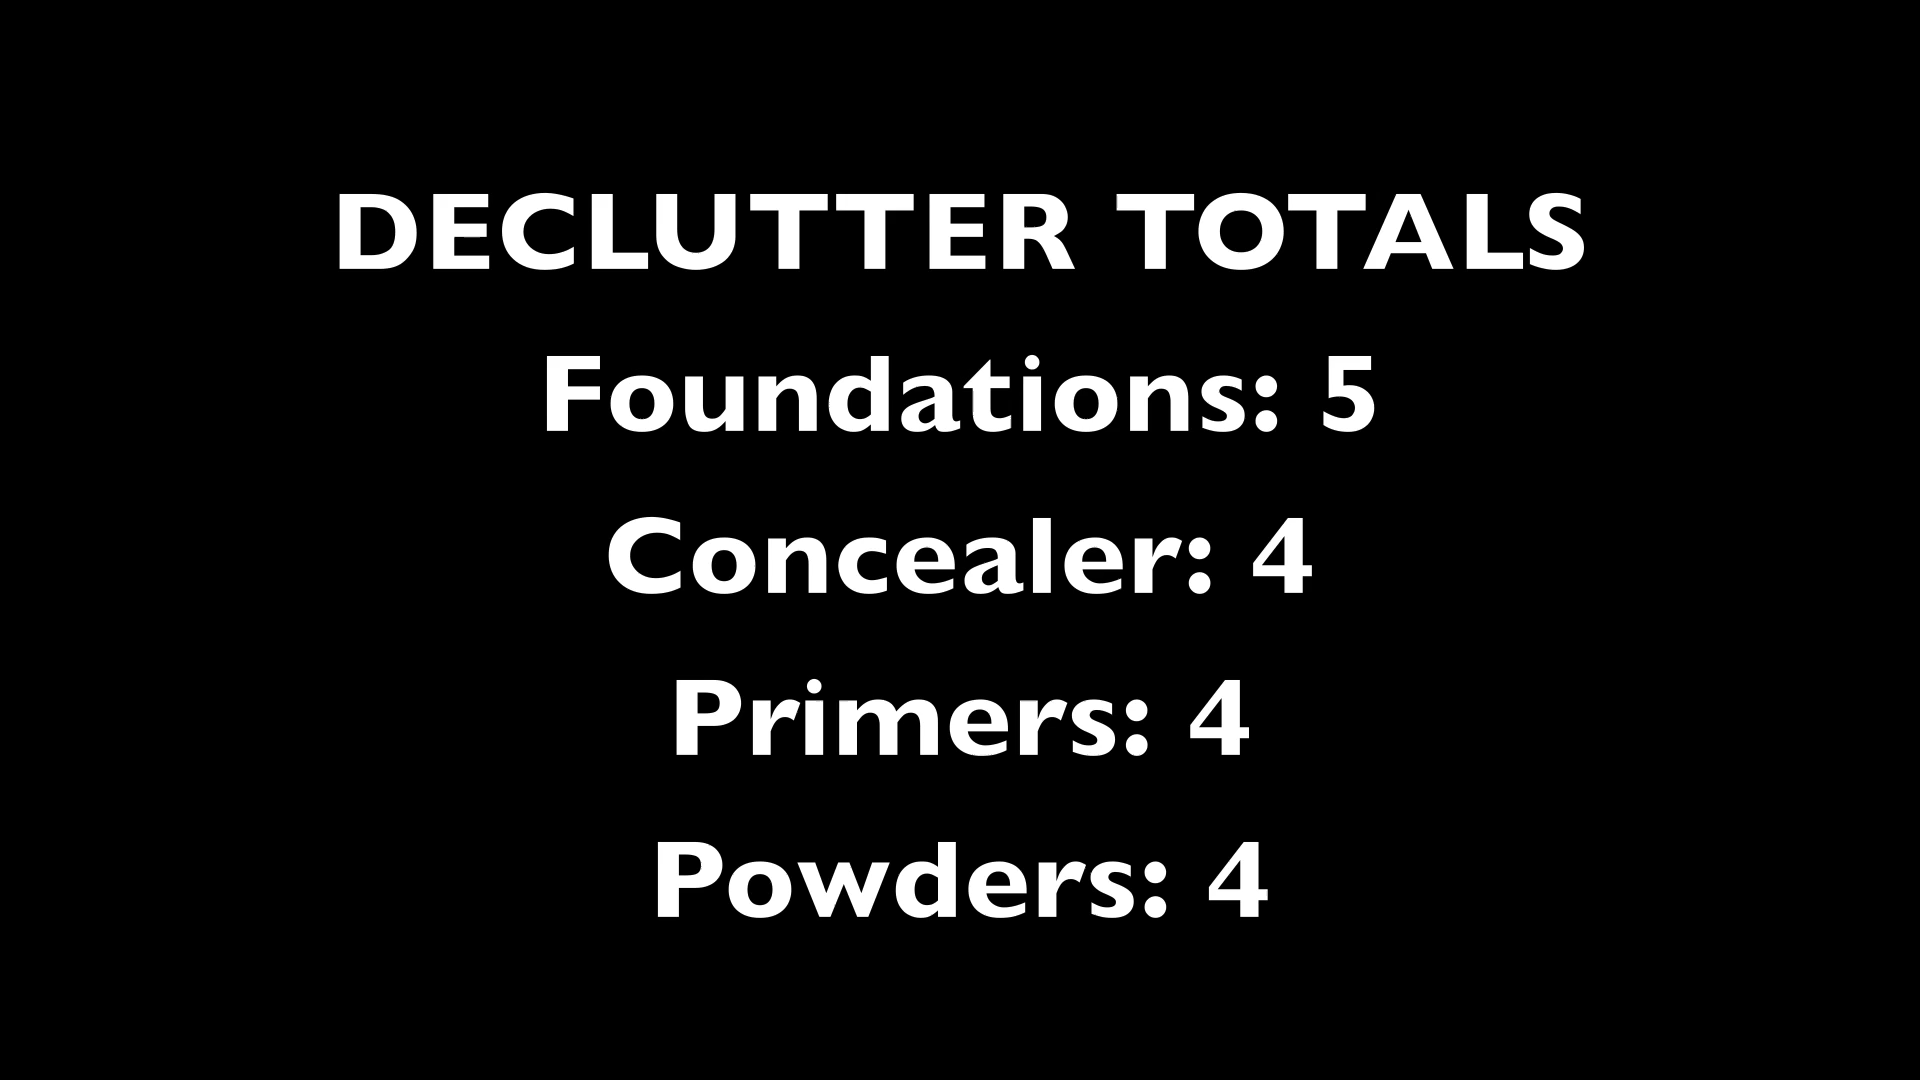 DECLUTTER TOTALS
Foundations: 5
Concealer: 4
Primers: 4
Powders: 4